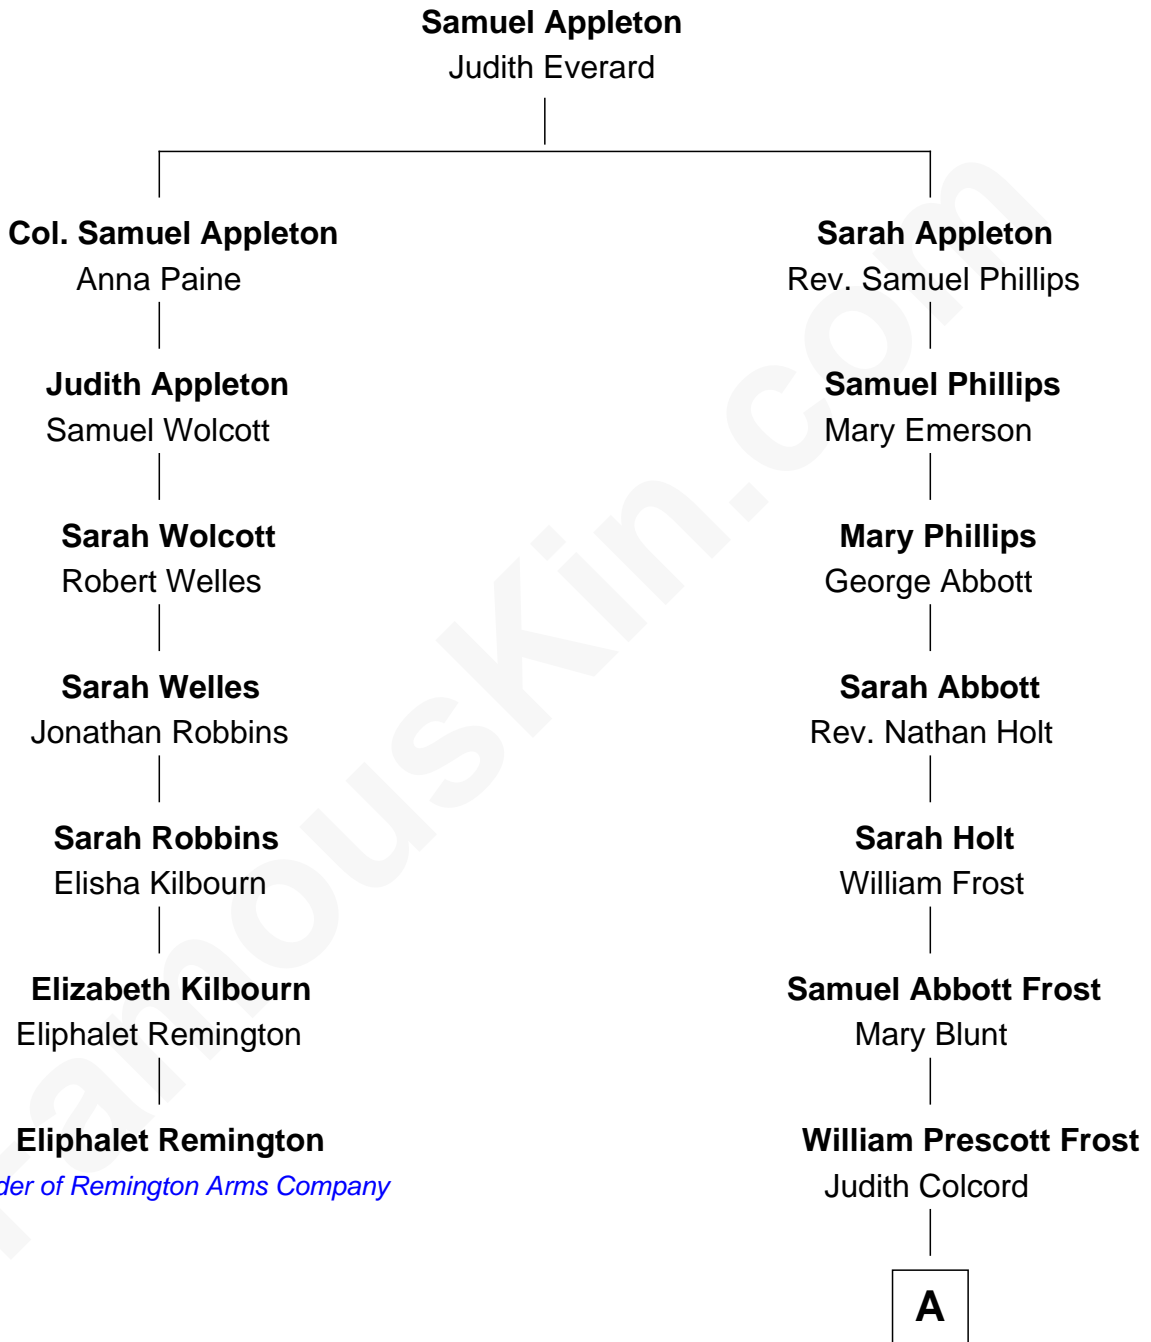 Samuel Appleton
Judith Everard
Col. Samuel Appleton
Anna Paine
Sarah Appleton
Rev. Samuel Phillips
Judith Appleton
Samuel Wolcott
Samuel Phillips
Mary Emerson
Sarah Wolcott
Robert Welles
Mary Phillips
George Abbott
Sarah Welles
Jonathan Robbins
Sarah Abbott
Rev. Nathan Holt
Sarah Robbins
Elisha Kilbourn
Sarah Holt
William Frost
Elizabeth Kilbourn
Eliphalet Remington
Samuel Abbott Frost
Mary Blunt
Eliphalet Remington
der of Remington Arms Company
William Prescott Frost
Judith Colcord
A
FamousKin.com